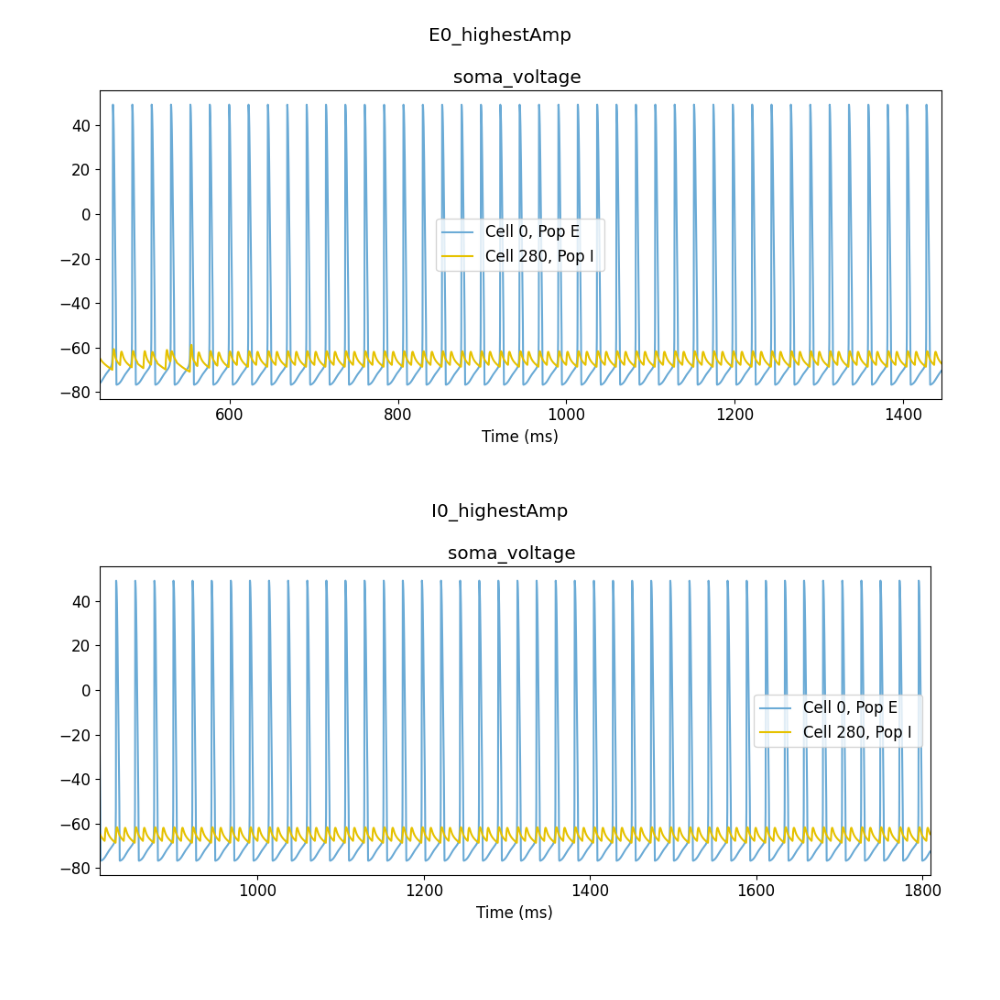 E0_highestAmp
soma_voltage
40
20
0
−20
−40
−60
−80
Cell 0, Pop E
Cell 280, Pop I
600 800 1000 1200 1400
Time (ms)
I0_highestAmp
soma_voltage
40
20
0
−20
−40
−60
−80
Cell 0, Pop E
Cell 280, Pop I
1000 1200 1400 1600 1800
Time (ms)